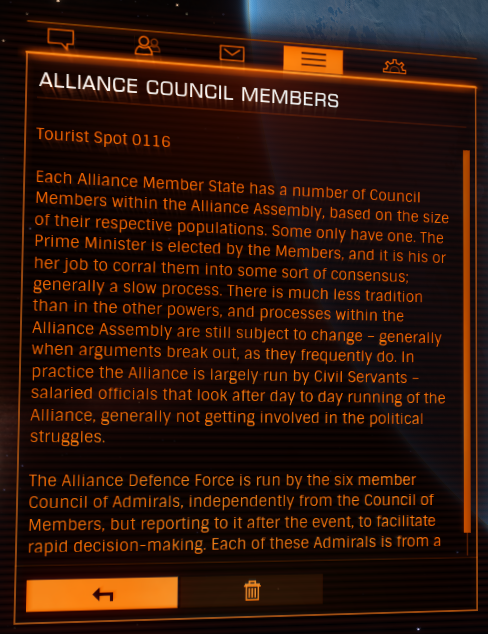 ALLIANCE COUNCIL MEMBERS
Tourist Spot 0116
Each Alliance Member State has a number of Council
Members within the Alliance Assembly, based on the size
of their respective populations. Some only have one. The
Prime Minister is elected by the Members, and it is his or
her job to corral them into some sort of consensus;
generally a slow process. There is much less tradition
than in the other powers, and processes within the
Alliance Assembly are still subject to change – generally
when arguments break out, as they frequently do. In
practice the Alliance is largely run by Civil Servants –
salaried officials that look after day to day running of the
Alliance, generally not getting involved in the political
struggles.
The Alliance Defence Force is run by the six member
Council of Admirals, independently from the Council of
Members, but reporting to it after the event, to facilitate
rapid decision-making. Each of these Admirals is from a